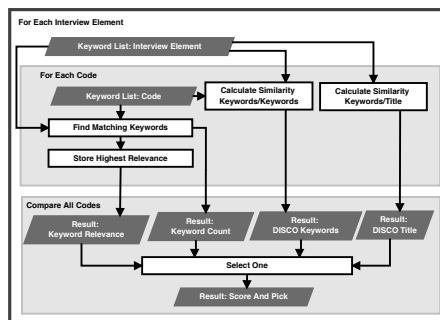 For Each Interview Element
Keyword List: Interview Element
For Each Code
Keyword List: Code
Calculate Similarity
Keywords/Keywords
Calculate Similarity
Keywords/Title
Find Matching Keywords
Store Highest Relevance
Compare All Codes
Result:
Keyword Relevance
Result:
Keyword Count
Result:
DISCO Keywords
Result:
DISCO Title
Select One
Result: Score And Pick